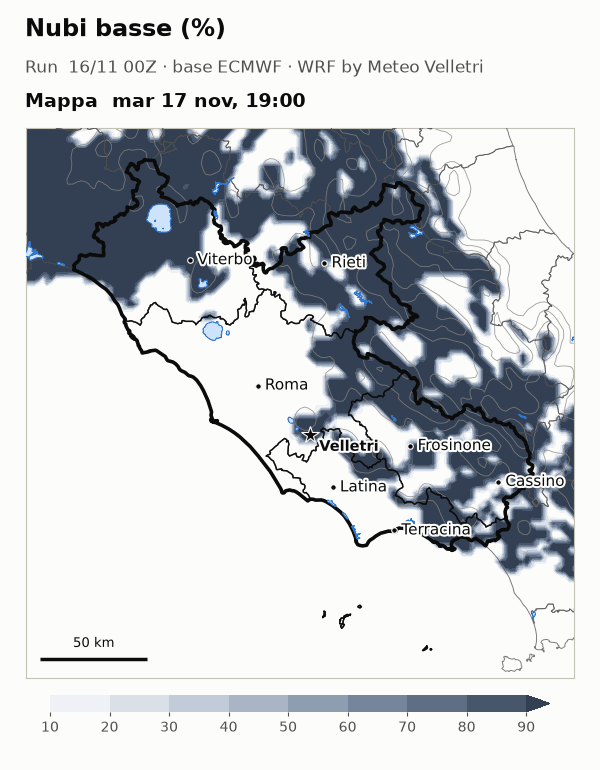 Nubi basse (%)
Run  16/11 00Z · base ECMWF · WRF by Meteo Velletri
Mappa  mar 17 nov, 19:00
Viterbo
Rieti
Roma
Velletri
Frosinone
Cassino
Latina
Terracina
50 km
10 20 30 40 50 60 70 80 90